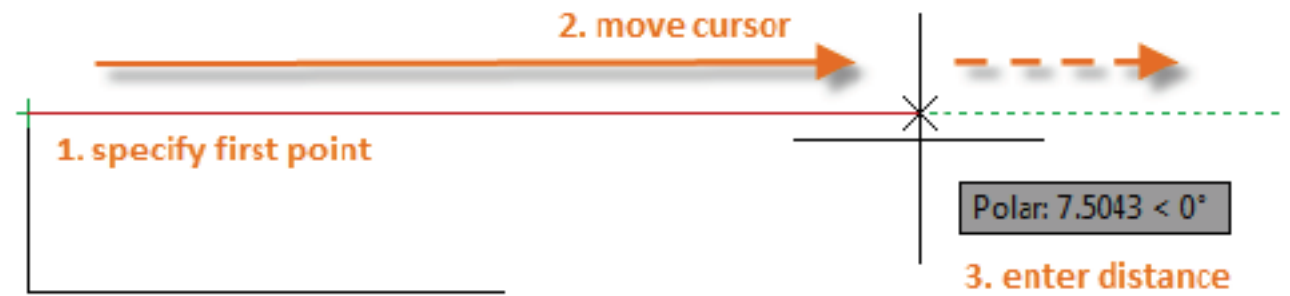 2. move cursor
1. specify first point
Polar: 7.5043 < 0°
3. enter distance